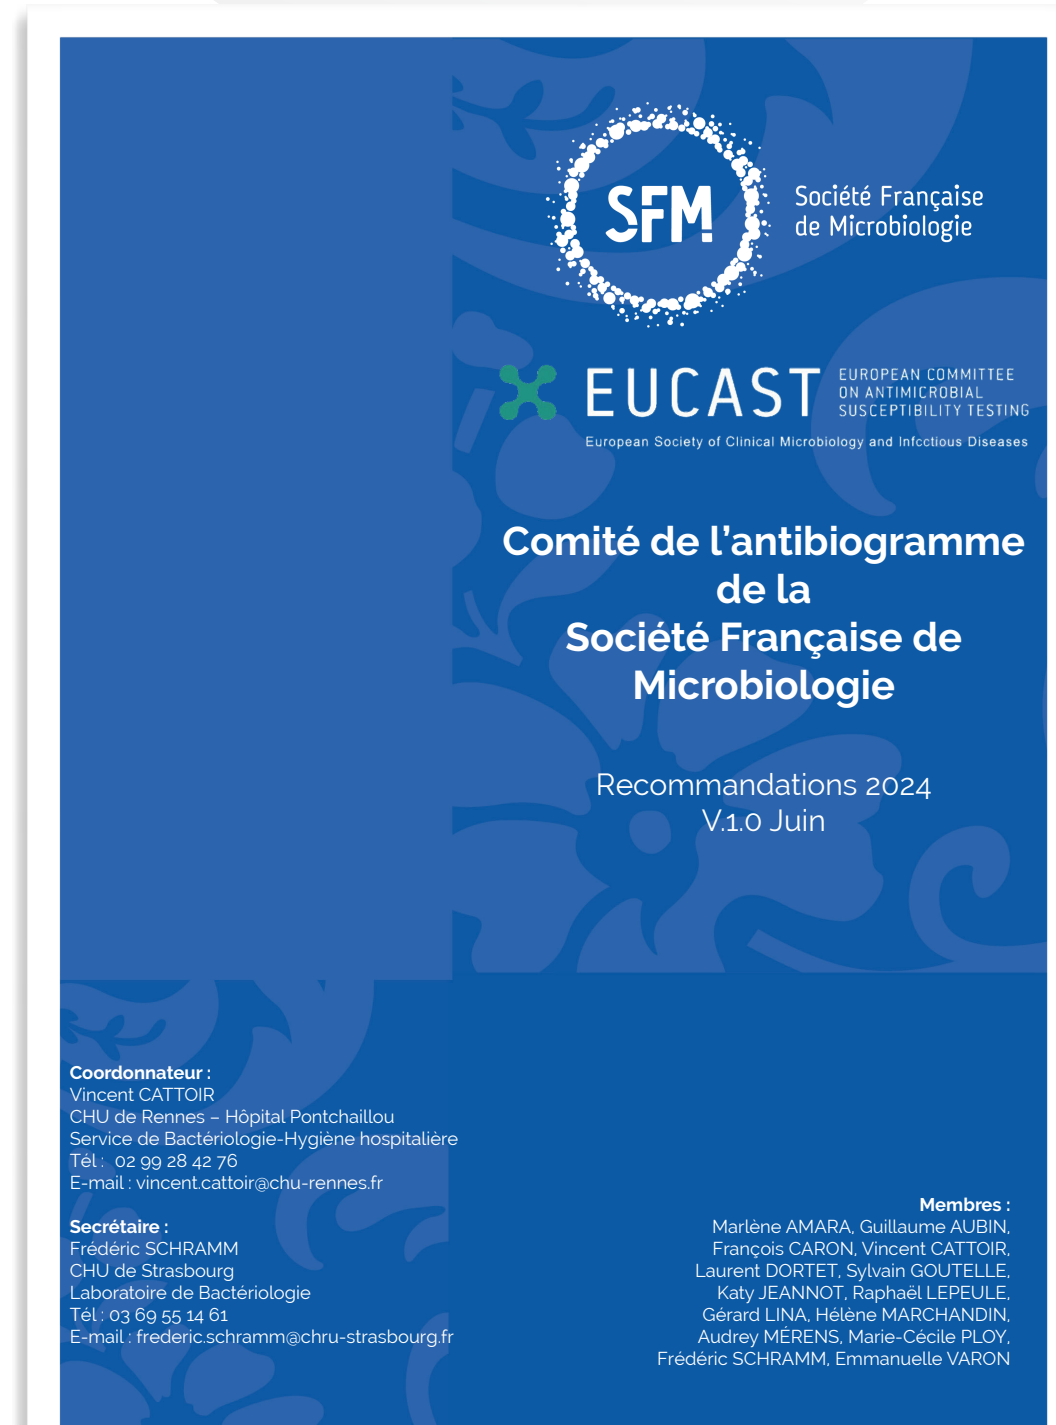 SFM
Société Française
de Microbiologie
EUCAST
EUROPEAN COMMITTEE
ON ANTIMICROBIAL
SUSCEPTIBILITY TESTING
European Society of Clinical Microbiology and Infcctious Diseases
Comité de l'antibiogramme
de la
Société Française de
Microbiologie
Recommandations 2024
V.1.0 Juin
Coordonnateur :
Vincent CATTOIR
CHU de Rennes – Hôpital Pontchaillou
Service de Bactériologie-Hygiène hospitalière
Tél : 02 99 28 42 76
E-mail : vincent.cattoir@chu-rennes.fr
Secrétaire :
Frédéric SCHRAMM
CHU de Strasbourg
Laboratoire de Bactériologie
Tél : 03 69 55 14 61
E-mail : frederic.schramm@chru-strasbourg.fr
Membres :
Marlène AMARA, Guillaume AUBIN,
François CARON, Vincent CATTOIR,
Laurent DORTET, Sylvain GOUTELLE,
Katy JEANNOT, Raphaël LEPEULE,
Gérard LINA, Hélène MARCHANDIN,
Audrey MÉRENS, Marie-Cécile PLOY,
Frédéric SCHRAMM, Emmanuelle VARON